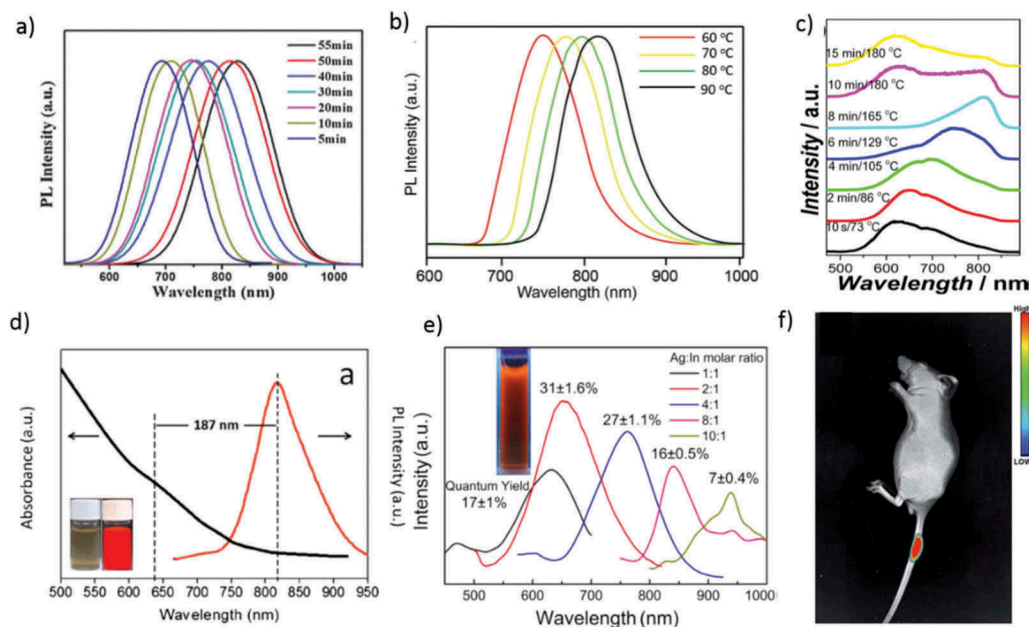 a)
PL Intensity (a.u.)
55min
50min
40min
30min
20min
10min
5min
600 700 800 900 1000
Wavelength (nm)
b)
PL Intensity (a.u.)
60 °C
70 °C
80 °C
90 °C
600 700 800 900 1000
Wavelength (nm)
c)
Intensity / a.u.
15 min/180 °C
10 min/180 °C
8 min/165 °C
6 min/129 °C
4 min/105 °C
2 min/86 °C
10 s/73 °C
500 600 700 800
Wavelength / nm
d)
a
Absorbance (a.u.)
187 nm
PL Intensity (a.u.)
500 550 600 650 700 750 800 850 900 950
Wavelength (nm)
e)
Intensity (a.u.)
Ag:In molar ratio
1:1
2:1
4:1
8:1
10:1
31±1.6%
27±1.1%
16±0.5%
7±0.4%
Quantum Yield
17±1%
450 500 600 700 800 900 1000
Wavelength (nm)
f)
High
LOW